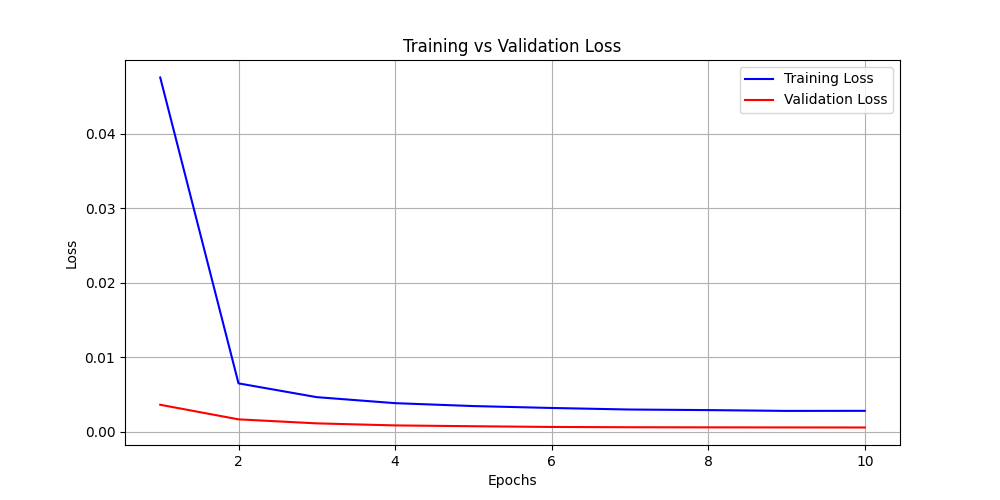 Training vs Validation Loss
Training Loss
Validation Loss
Loss
0.04
0.03
0.02
0.01
0.00
2 4 6 8 10
Epochs